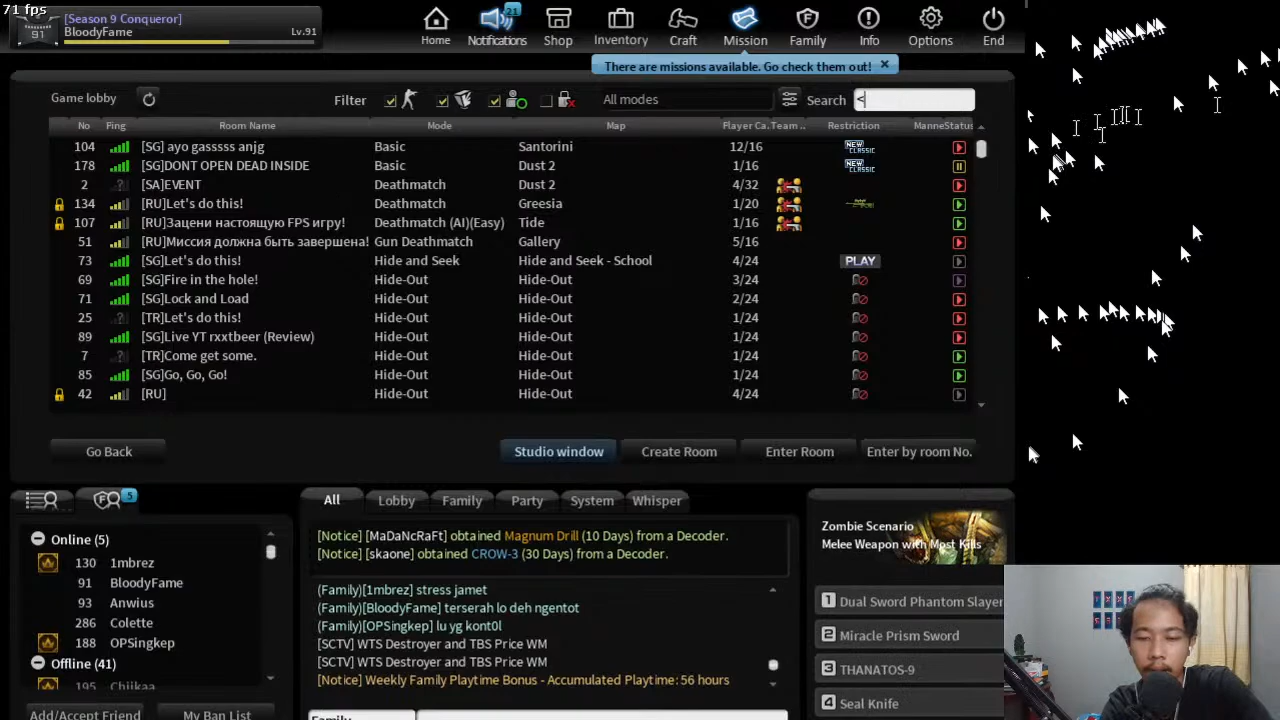 71 fps
91
[Season 9 Conqueror]
BloodyFame
Lv.91
21
Home
Notifications
Shop
Inventory
Craft
Mission
Family
Info
Options
End
There are missions available. Go check them out!
Game lobby
Filter
All modes
Search
<
No Ping Room Name Mode Map Player Ca.. Team .. Restriction Manne Status
104 [SG] ayo gasssss anjg Basic Santorini 12/16 NEW CLASSIC
178 [SG]DONT OPEN DEAD INSIDE Basic Dust 2 1/16 NEW CLASSIC
2 [SA]EVENT Deathmatch Dust 2 4/32
134 [RU]Let's do this! Deathmatch Greesia 1/20
107 [RU]Зацени настоящую FPS игру! Deathmatch (AI)(Easy) Tide 1/16
51 [RU]Миссия должна быть завершена! Gun Deathmatch Gallery 5/16
73 [SG]Let's do this! Hide and Seek Hide and Seek - School 4/24 PLAY
69 [SG]Fire in the hole! Hide-Out Hide-Out 3/24
71 [SG]Lock and Load Hide-Out Hide-Out 2/24
25 [TR]Let's do this! Hide-Out Hide-Out 1/24
89 [SG]Live YT rxxtbeer (Review) Hide-Out Hide-Out 1/24
7 [TR]Come get some. Hide-Out Hide-Out 1/24
85 [SG]Go, Go, Go! Hide-Out Hide-Out 1/24
42 [RU] Hide-Out Hide-Out 4/24
Go Back
Studio window
Create Room
Enter Room
Enter by room No.
5
Online (5)
130 1mbrez
91 BloodyFame
93 Anwius
286 Colette
188 OPSingkep
Offline (41)
195 Chiikaa
Add/Accept Friend
My Ban List
All
Lobby
Family
Party
System
Whisper
[Notice] [MaDaNcRaFt] obtained Magnum Drill (10 Days) from a Decoder.
[Notice] [skaone] obtained CROW-3 (30 Days) from a Decoder.
(Family)[1mbrez] stress jamet
(Family)[BloodyFame] terserah lo deh ngentot
(Family)[OPSingkep] lu yg kont0l
[SCTV] WTS Destroyer and TBS Price WM
[SCTV] WTS Destroyer and TBS Price WM
[Notice] Weekly Family Playtime Bonus - Accumulated Playtime: 56 hours
Family
Zombie Scenario
Melee Weapon with Most Kills
1 Dual Sword Phantom Slayer
2 Miracle Prism Sword
3 THANATOS-9
4 Seal Knife